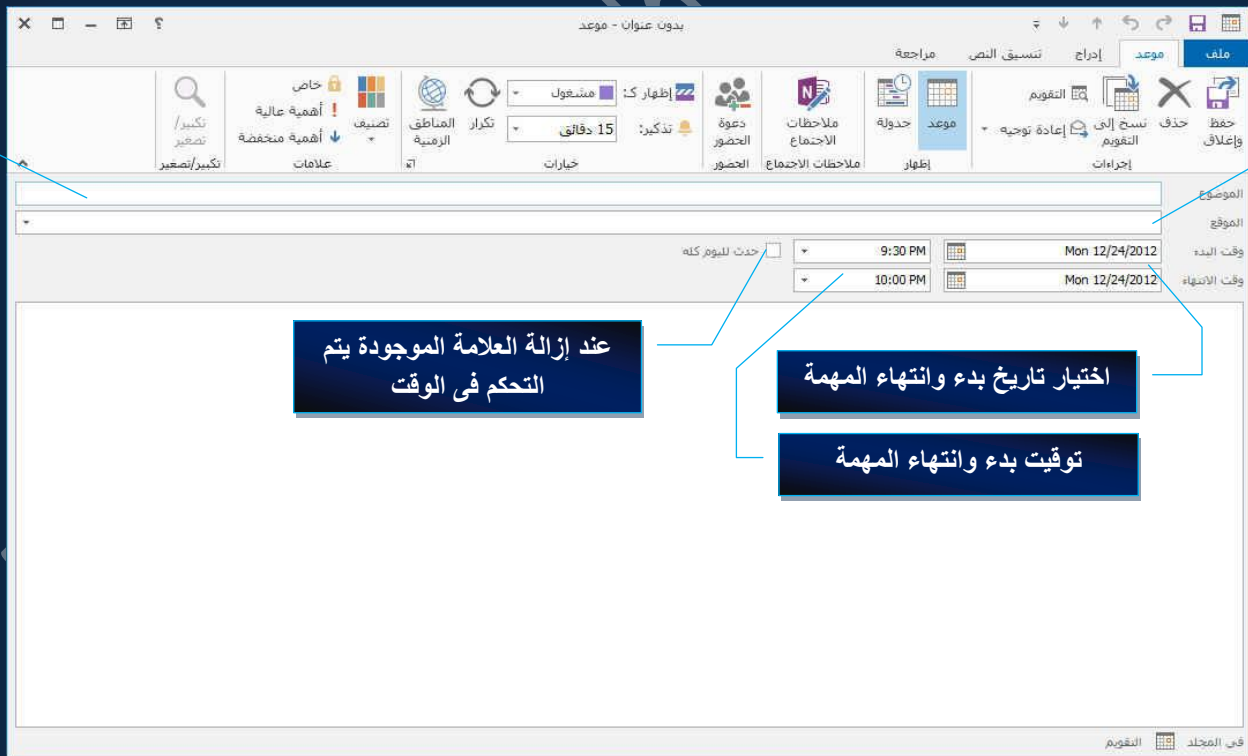 بدون عنوان - موعد
ملف
موعد
إدراج
تنسيق النص
مراجعة
حفظ وإغلاق
حذف
نسخ إلى التقويم
التقويم
إعادة توجيه
إجراءات
موعد
جدولة
إظهار
ملاحظات الاجتماع
ملاحظات الاجتماع
دعوة الحضور
الحضور
إظهار كـ: مشغول
تذكير: 15 دقائق
تكرار
المناطق الزمنية
خيارات
تصنيف
خاص
أهمية عالية
أهمية منخفضة
علامات
تكبير/تصغير
تكبير/تصغير
الموضوع
الموقع
وقت البدء Mon 12/24/2012 9:30 PM حدث لليوم كله
وقت الانتهاء Mon 12/24/2012 10:00 PM
عند إزالة العلامة الموجودة يتم
التحكم فى الوقت
اختيار تاريخ بدء وانتهاء المهمة
توقيت بدء وانتهاء المهمة
في المجلد التقويم